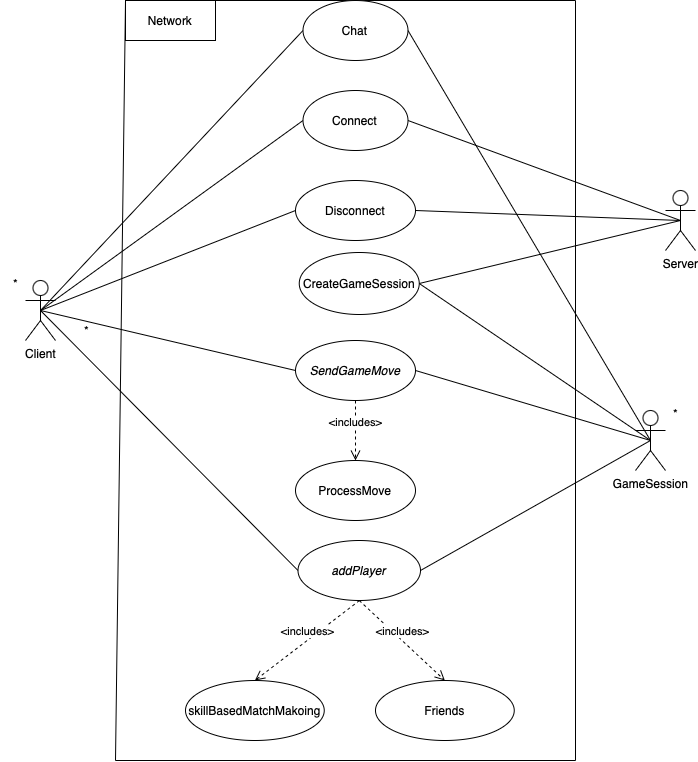 Network
Chat
Connect
Disconnect
Server
CreateGameSession
*
Client
*
SendGameMove
*
<includes>
GameSession
ProcessMove
addPlayer
<includes>
<includes>
skillBasedMatchMakoing
Friends